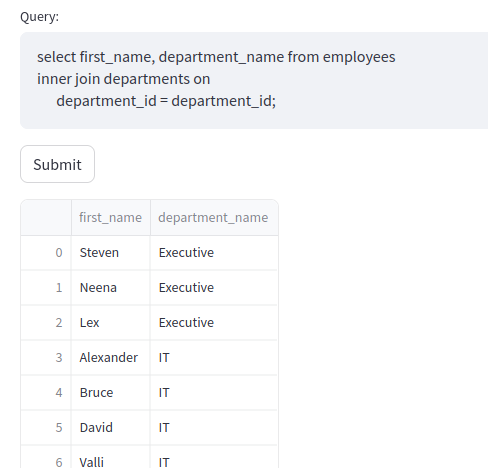 Query:
select first_name, department_name from employees
inner join departments on
department_id = department_id;
Submit
first_name department_name
0 Steven Executive
1 Neena Executive
2 Lex Executive
3 Alexander IT
4 Bruce IT
5 David IT
6 Valli IT